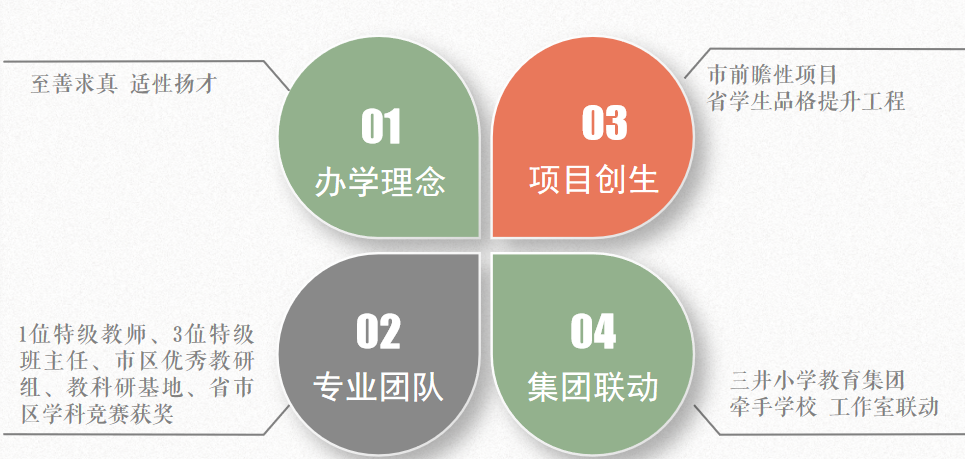 至善求真 适性扬才
01
办学理念
1位特级教师、3位特级
班主任、市区优秀教研
组、教科研基地、省市
区学科竞赛获奖
02
专业团队
03
项目创生
市前瞻性项目
省学生品格提升工程
04
集团联动
三井小学教育集团
牵手学校 工作室联动